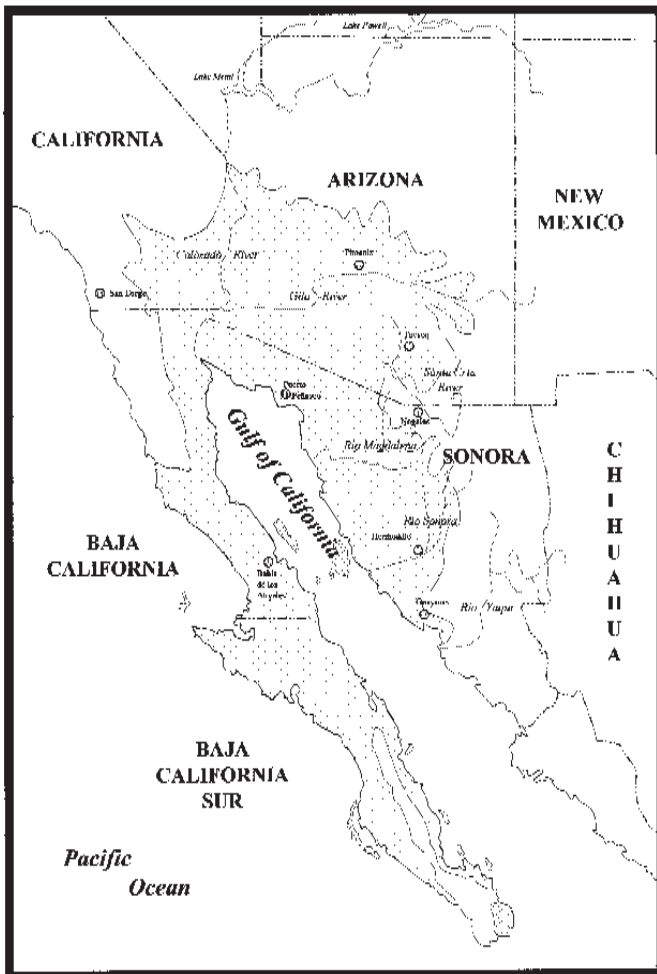 Lake Powell
Lake Mead
CALIFORNIA
ARIZONA
NEW
MEXICO
Colorado River
Phoenix
San Diego
Gila River
Tucson
Santa
River
Puerto
Peñasco
Nogales
Gulf of California
Rio Magdalena
SONORA
CHIHUAHUA
Rio Sonora
Hermosillo
BAJA
CALIFORNIA
Bahia
de Los
Angeles
Guaymas
Rio Yaqui
BAJA
CALIFORNIA
SUR
Pacific
Ocean